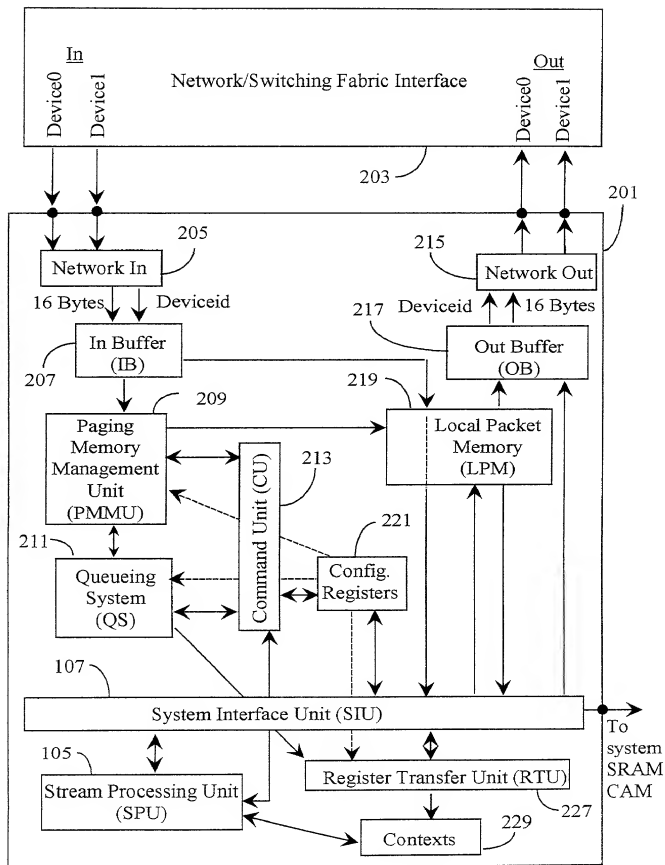 In
Out
Device0
Device1
Network/Switching Fabric Interface
Device0
Device1
203
201
205
215
Network In
Network Out
16 Bytes
Deviceid
Deviceid
16 Bytes
217
In Buffer
(IB)
Out Buffer
(OB)
207
209
219
Paging
Memory
Management
Unit
(PMMU)
Local Packet
Memory
(LPM)
213
Command Unit (CU)
221
211
Queueing
System
(QS)
Config.
Registers
107
System Interface Unit (SIU)
To
system
SRAM
CAM
105
Stream Processing Unit
(SPU)
Register Transfer Unit (RTU)
227
Contexts
229